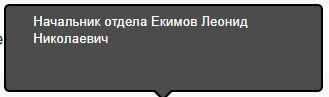 Начальник отдела Екимов Леонид
Николаевич